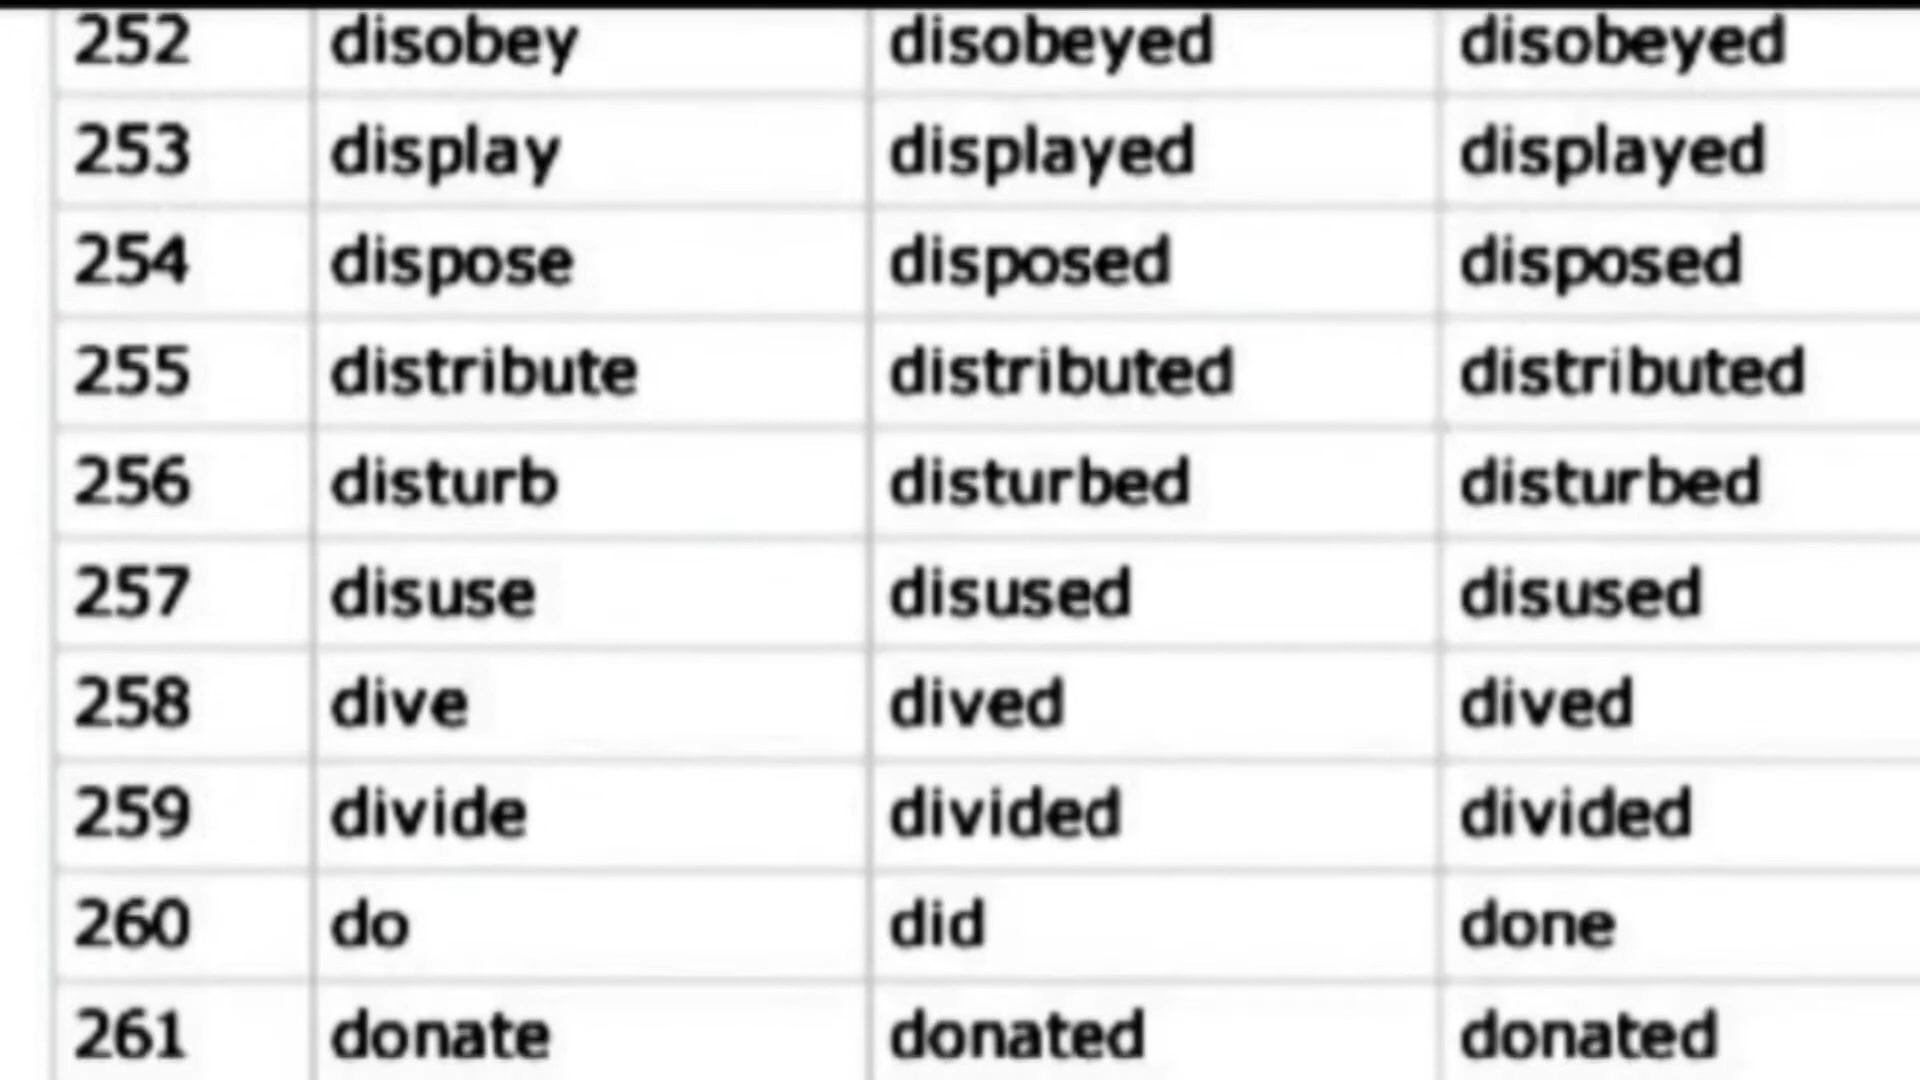 252 disobey disobeyed disobeyed
253 display displayed displayed
254 dispose disposed disposed
255 distribute distributed distributed
256 disturb disturbed disturbed
257 disuse disused disused
258 dive dived dived
259 divide divided divided
260 do did done
261 donate donated donated